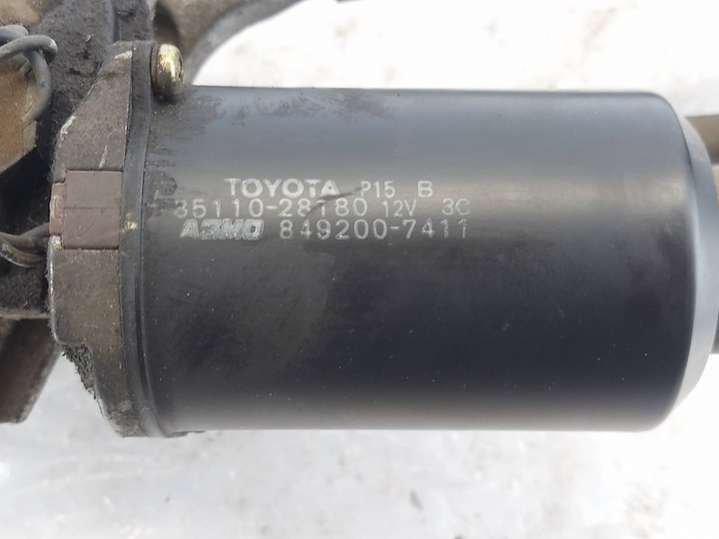 TOYOTA P15 B
85110-28180 12V 3C
ASMO 849200-7411